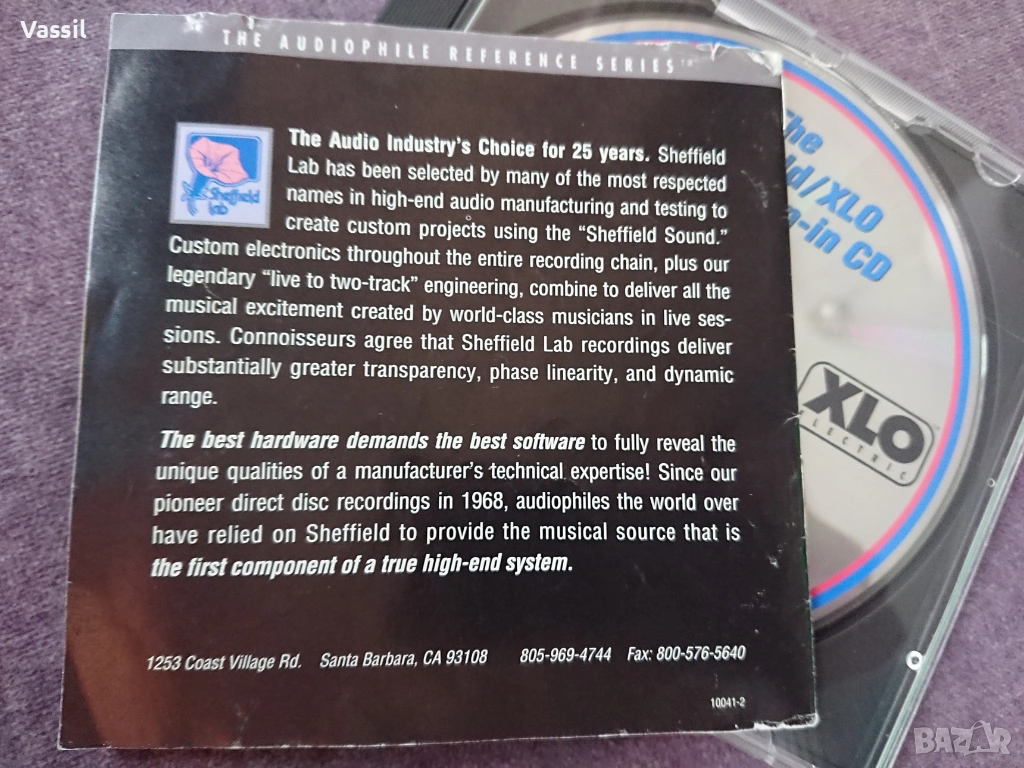 Vassil
THE AUDIOPHILE REFERENCE SERIES™
Sheffield
Lab
The Audio Industry's Choice for 25 years. Sheffield
Lab has been selected by many of the most respected
names in high-end audio manufacturing and testing to
create custom projects using the “Sheffield Sound.”
Custom electronics throughout the entire recording chain, plus our
legendary “live to two-track” engineering, combine to deliver all the
musical excitement created by world-class musicians in live ses-
sions. Connoisseurs agree that Sheffield Lab recordings deliver
substantially greater transparency, phase linearity, and dynamic
range.
The best hardware demands the best software to fully reveal the
unique qualities of a manufacturer's technical expertise! Since our
pioneer direct disc recordings in 1968, audiophiles the world over
have relied on Sheffield to provide the musical source that is
the first component of a true high-end system.
1253 Coast Village Rd. Santa Barbara, CA 93108 805-969-4744 Fax: 800-576-5640
10041-2
The
ld/XLO
n-in CD
XLO
ELECTRIC
BAZAR